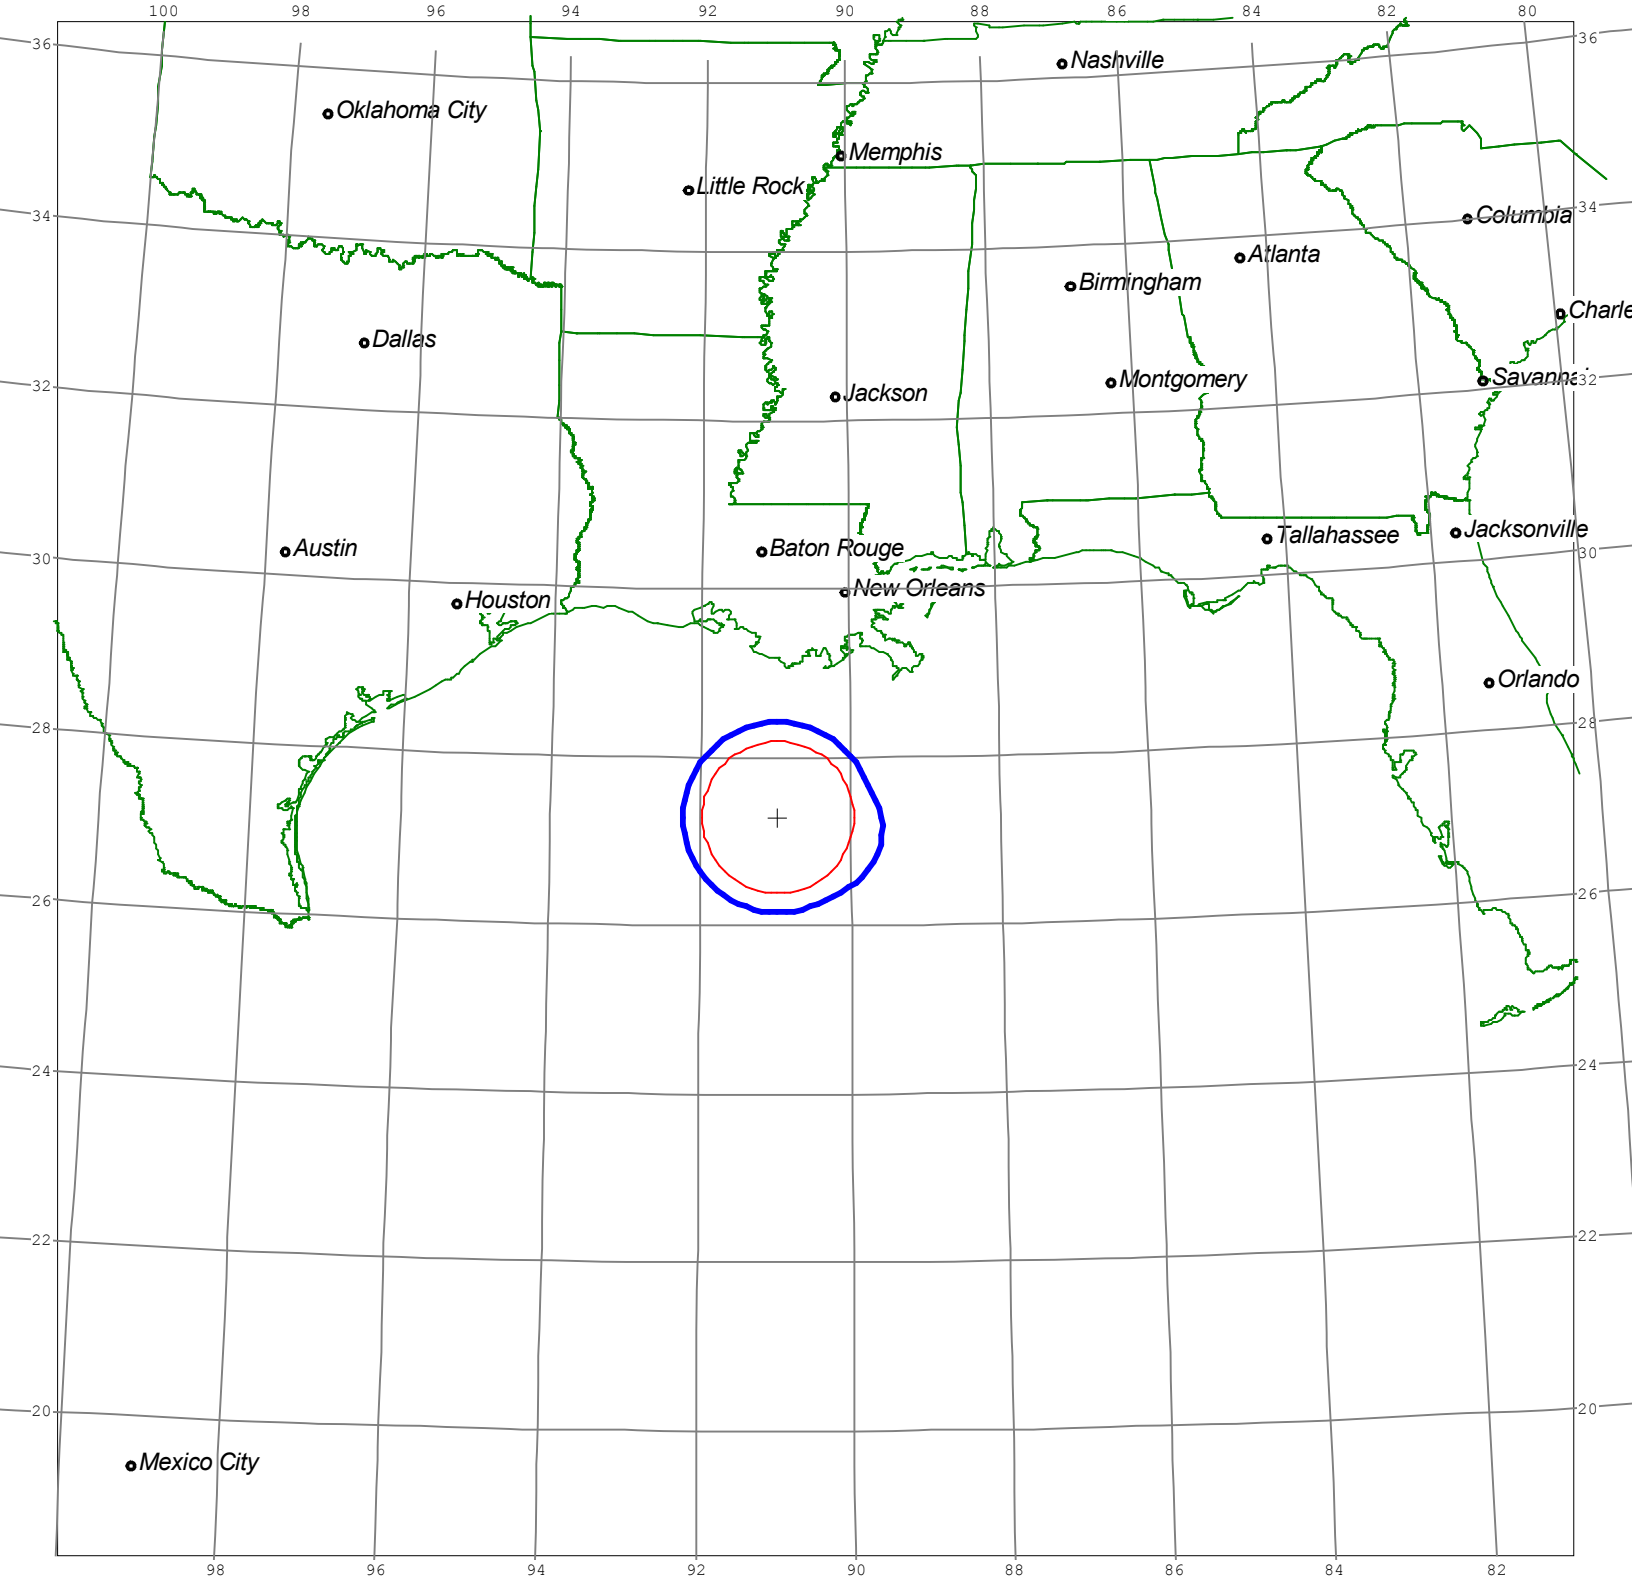 100 98 96 94 92 90 88 86 84 82 80
36 36
Nashville
Oklahoma City
Memphis
Little Rock
34 Columbia 34
Atlanta
Birmingham
Charle
Dallas
32 Jackson Montgomery Savanna 32
Austin Baton Rouge Tallahassee Jacksonville
30 30
Houston New Orleans
Orlando
28 28
26 26
24 24
22 22
20 20
Mexico City
98 96 94 92 90 88 86 84 82